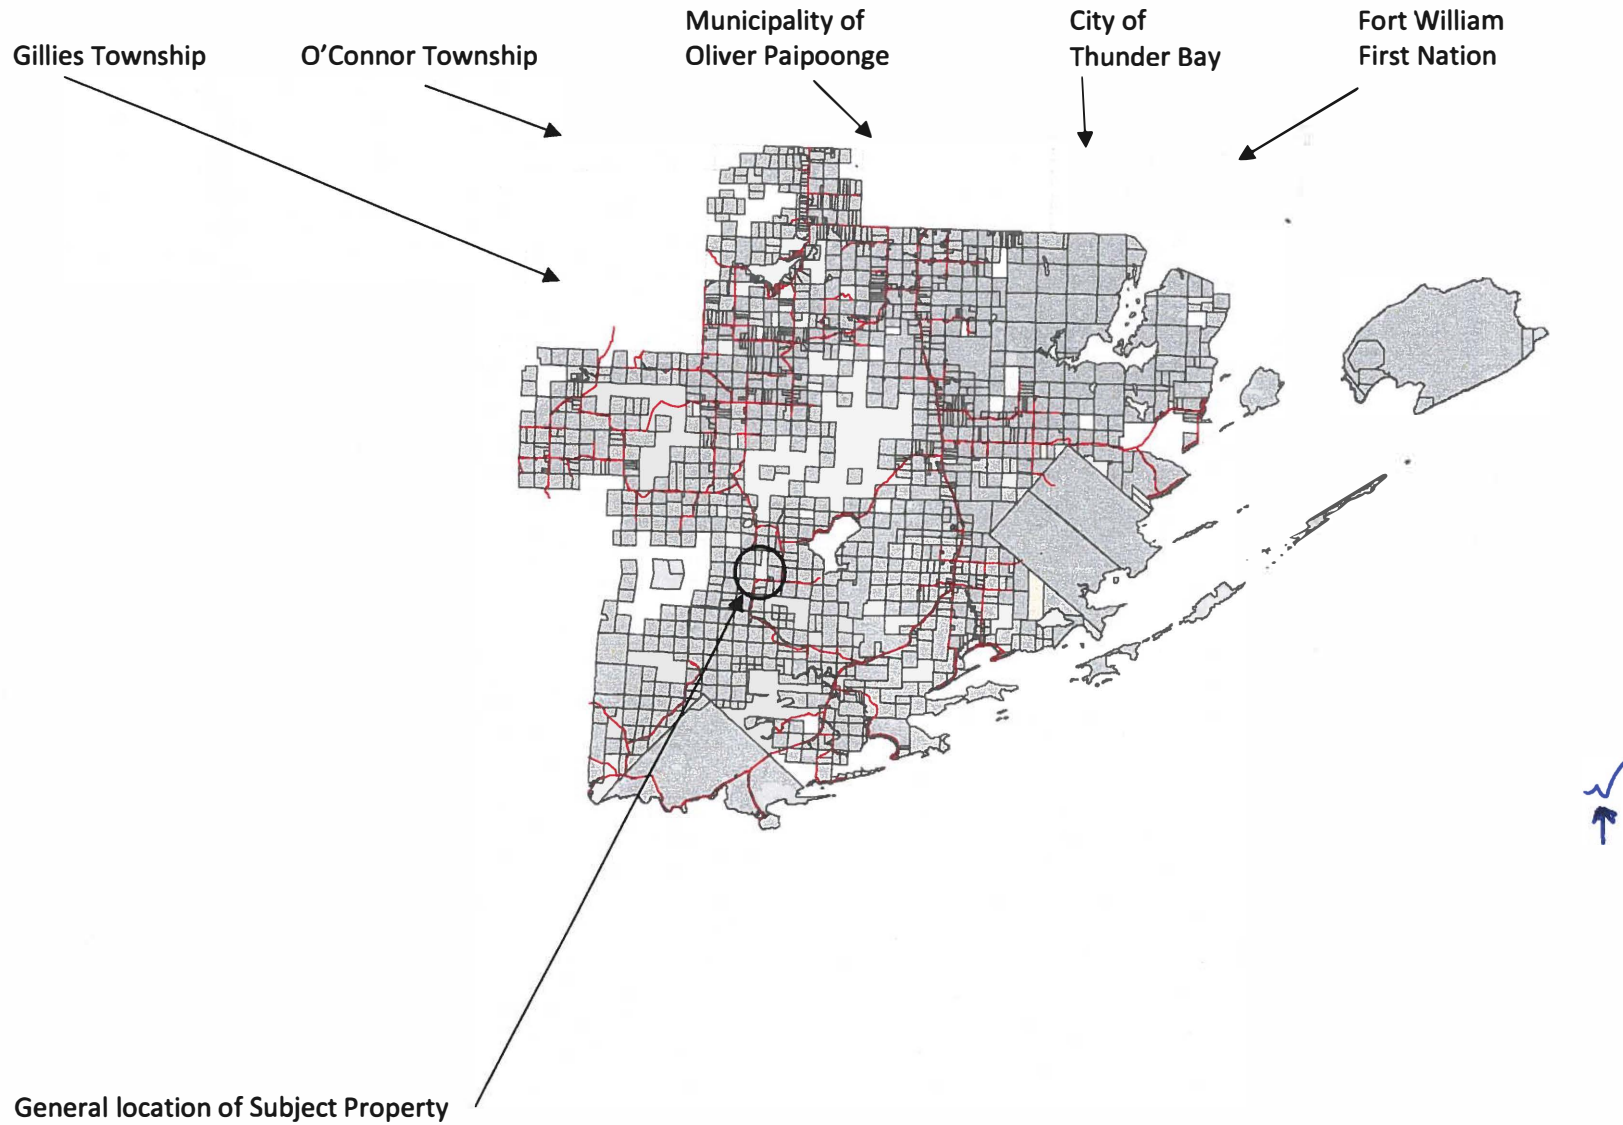 Gillies Township
O'Connor Township
Municipality of
Oliver Paipoonge
City of
Thunder Bay
Fort William
First Nation
General location of Subject Property